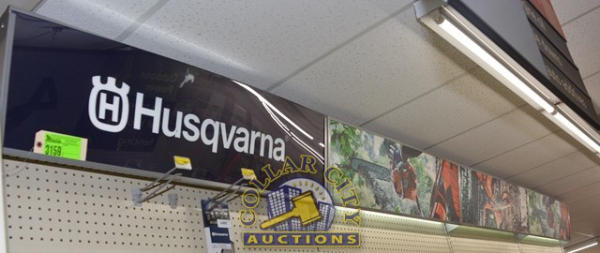 H Husqvarna
3159
COLLAR CITY
AUCTIONS